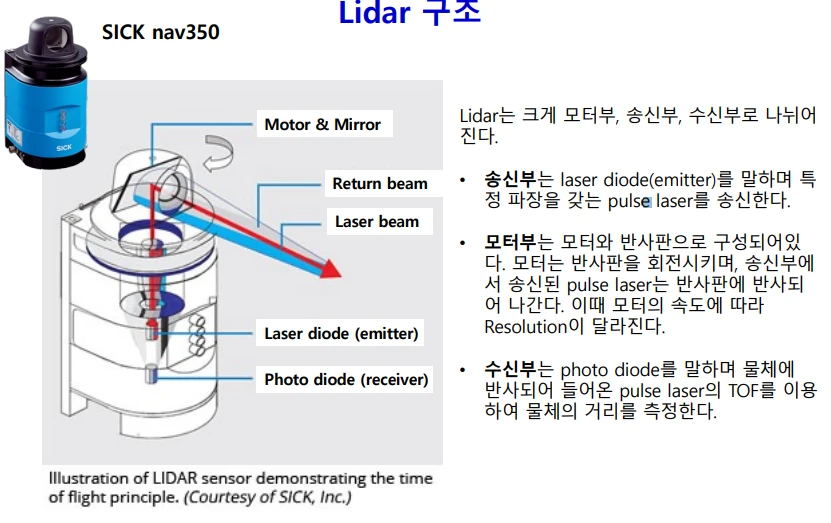 Lidar 구조
SICK nav350
SICK
Motor & Mirror
Return beam
Laser beam
Laser diode (emitter)
Photo diode (receiver)
Illustration of LIDAR sensor demonstrating the time
of flight principle. (Courtesy of SICK, Inc.)
Lidar는 크게 모터부, 송신부, 수신부로 나뉘어
진다.
• 송신부는 laser diode(emitter)를 말하며 특
정 파장을 갖는 pulse laser를 송신한다.
• 모터부는 모터와 반사판으로 구성되어있
다. 모터는 반사판을 회전시키며, 송신부에
서 송신된 pulse laser는 반사판에 반사되
어 나간다. 이때 모터의 속도에 따라
Resolution이 달라진다.
• 수신부는 photo diode를 말하며 물체에
반사되어 들어온 pulse laser의 TOF를 이용
하여 물체의 거리를 측정한다.